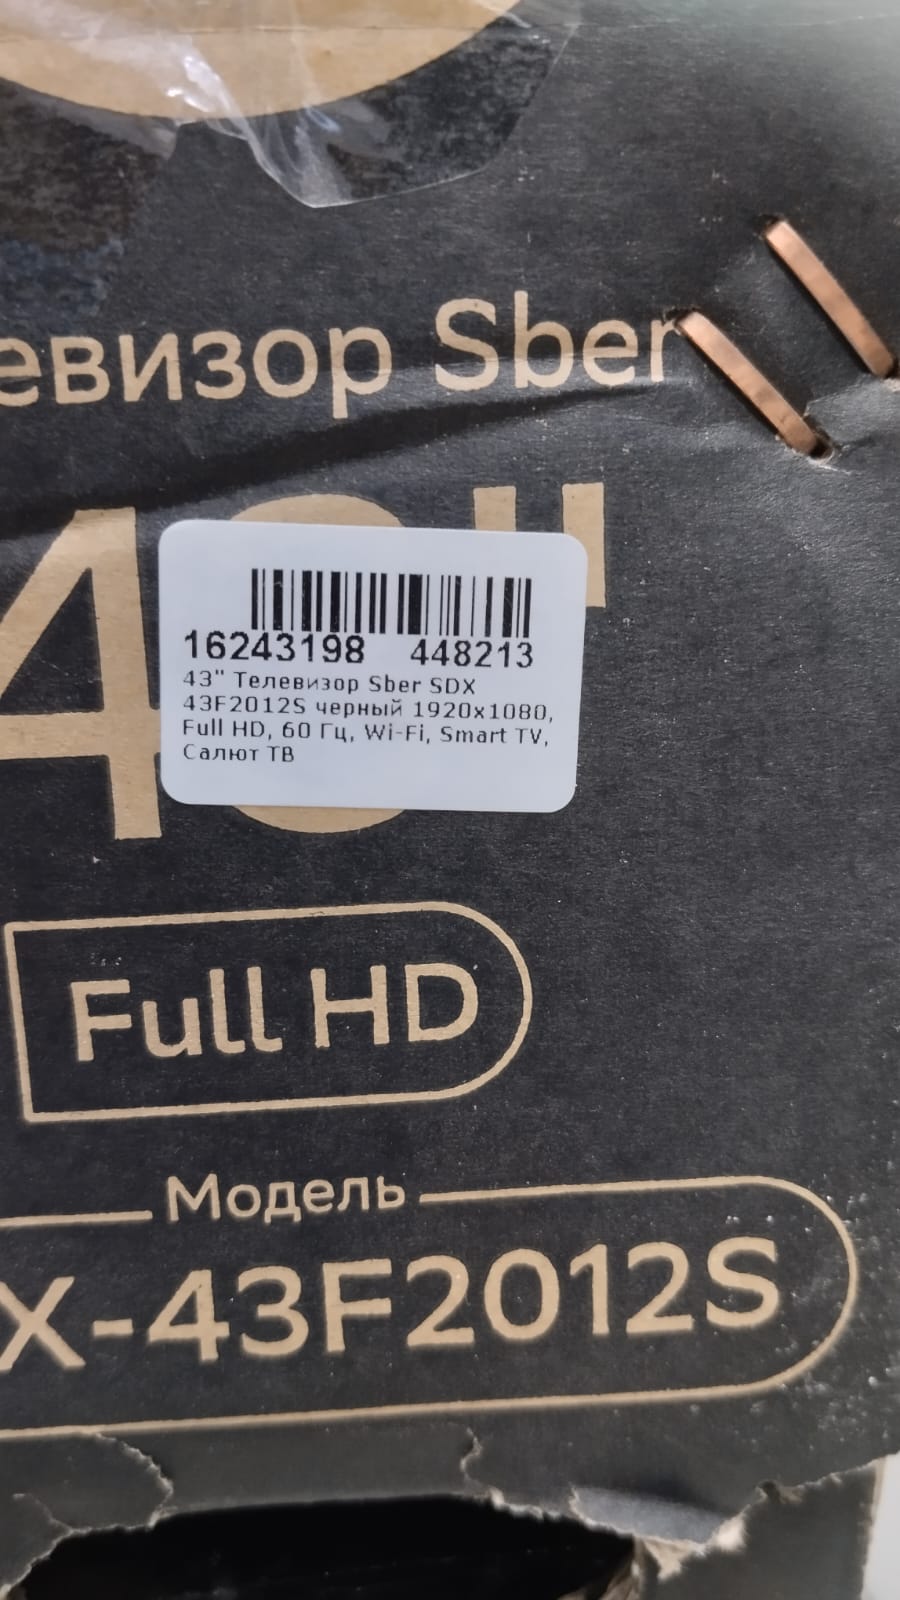 евизор Sber
4 "
16243198 448213
43" Телевизор Sber SDX
43F2012S черный 1920x1080,
Full HD, 60 Гц, Wi-Fi, Smart TV,
Салют ТВ
Full HD
Модель
X-43F2012S